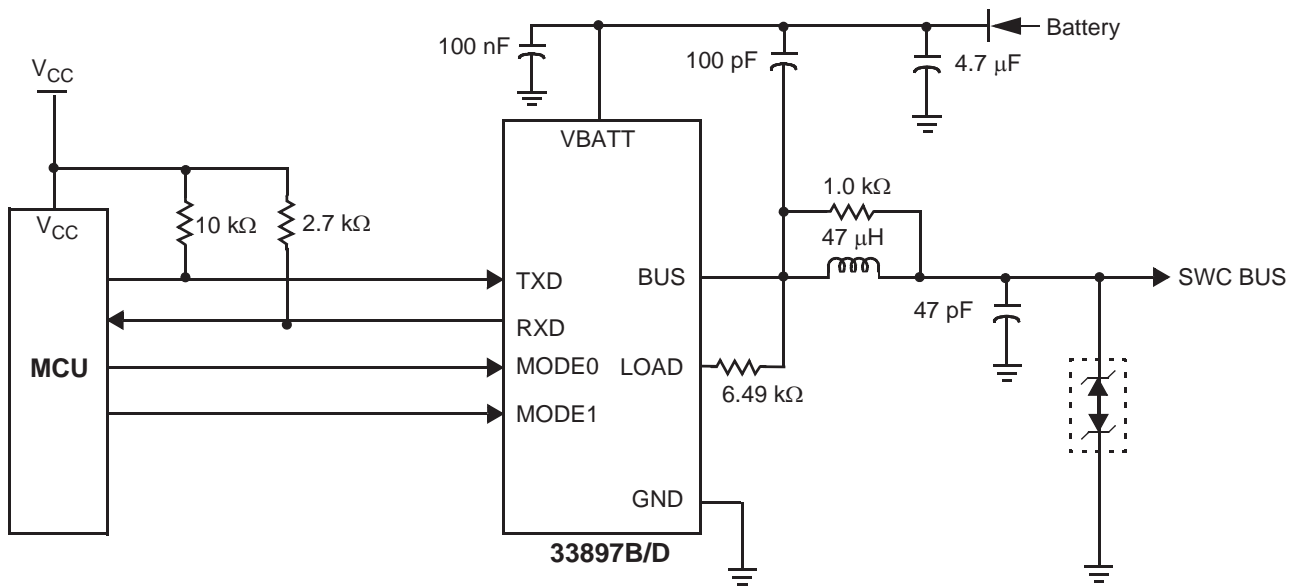 Battery
100 nF
100 pF
4.7 μF
V_CC
VBATT
1.0 kΩ
V_CC
10 kΩ
2.7 kΩ
47 μH
TXD
BUS
SWC BUS
47 pF
RXD
MCU
MODE0
LOAD
6.49 kΩ
MODE1
GND
33897B/D